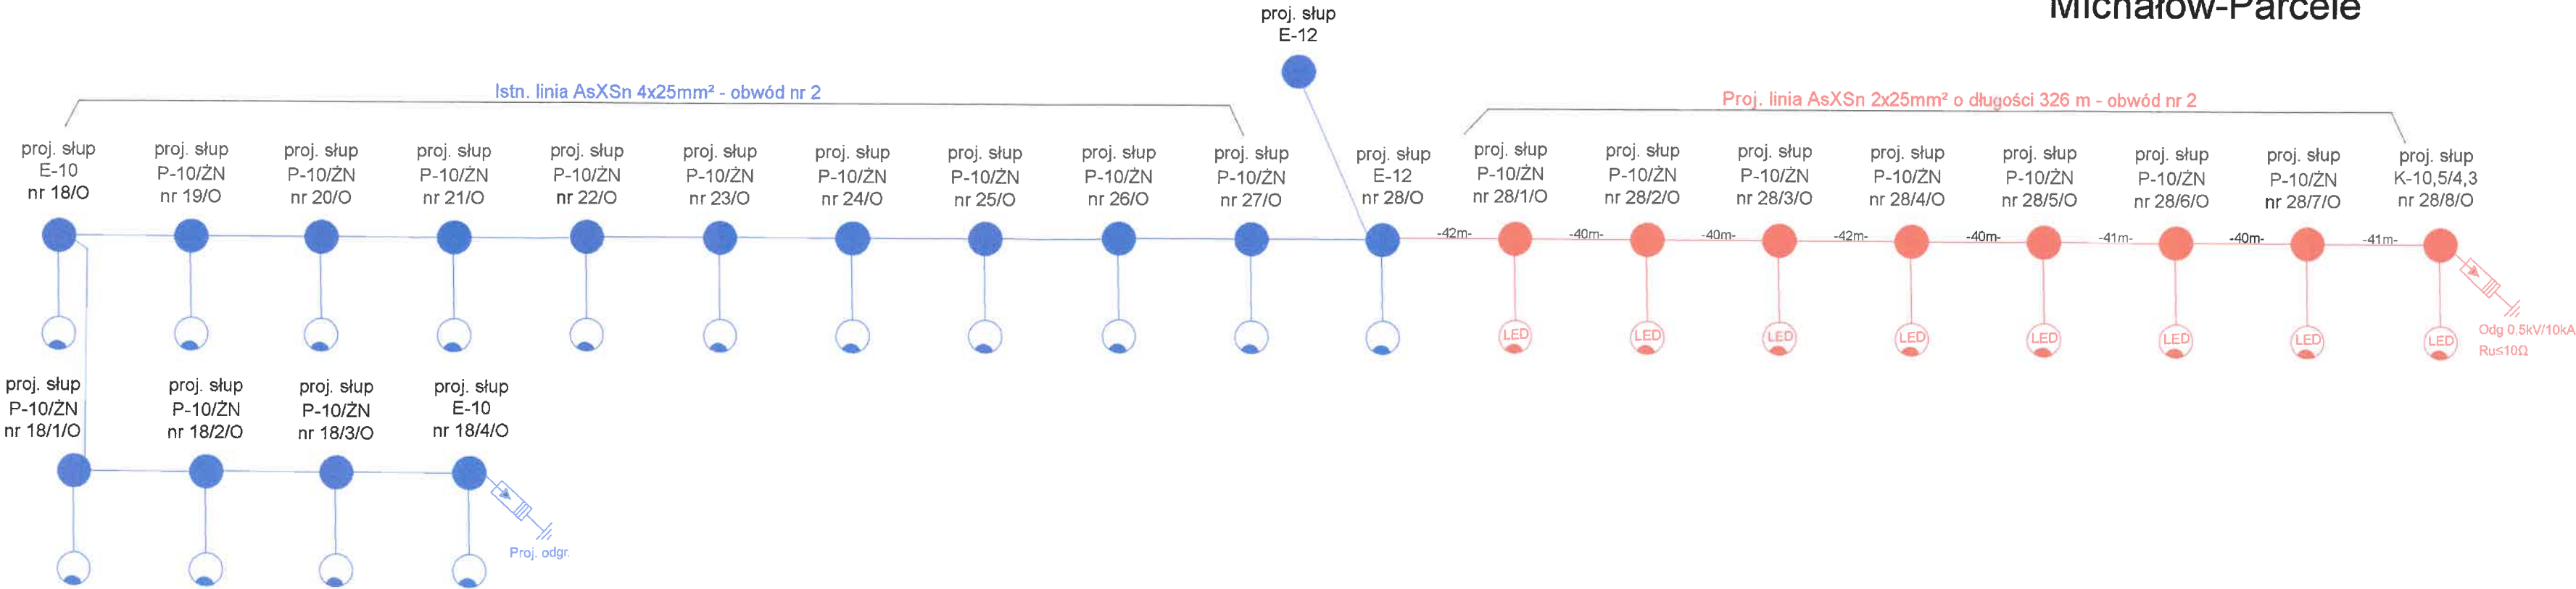 Michałów-Parcele
proj. słup
E-12
Istn. linia AsXSn 4x25mm² - obwód nr 2
Proj. linia AsXSn 2x25mm² o długości 326 m - obwód nr 2
proj. słup
E-10
nr 18/O
proj. słup
P-10/ŻN
nr 19/O
proj. słup
P-10/ŻN
nr 20/O
proj. słup
P-10/ŻN
nr 21/O
proj. słup
P-10/ŻN
nr 22/O
proj. słup
P-10/ŻN
nr 23/O
proj. słup
P-10/ŻN
nr 24/O
proj. słup
P-10/ŻN
nr 25/O
proj. słup
P-10/ŻN
nr 26/O
proj. słup
P-10/ŻN
nr 27/O
proj. słup
E-12
nr 28/O
proj. słup
P-10/ŻN
nr 28/1/O
proj. słup
P-10/ŻN
nr 28/2/O
proj. słup
P-10/ŻN
nr 28/3/O
proj. słup
P-10/ŻN
nr 28/4/O
proj. słup
P-10/ŻN
nr 28/5/O
proj. słup
P-10/ŻN
nr 28/6/O
proj. słup
P-10/ŻN
nr 28/7/O
proj. słup
K-10,5/4,3
nr 28/8/O
-42m-
-40m-
-40m-
-42m-
-40m-
-41m-
-40m-
-41m-
LED
LED
LED
LED
LED
LED
LED
LED
Odg 0.5kV/10kA
Ru≤10Ω
proj. słup
P-10/ŻN
nr 18/1/O
proj. słup
P-10/ŻN
nr 18/2/O
proj. słup
P-10/ŻN
nr 18/3/O
proj. słup
E-10
nr 18/4/O
Proj. odgr.